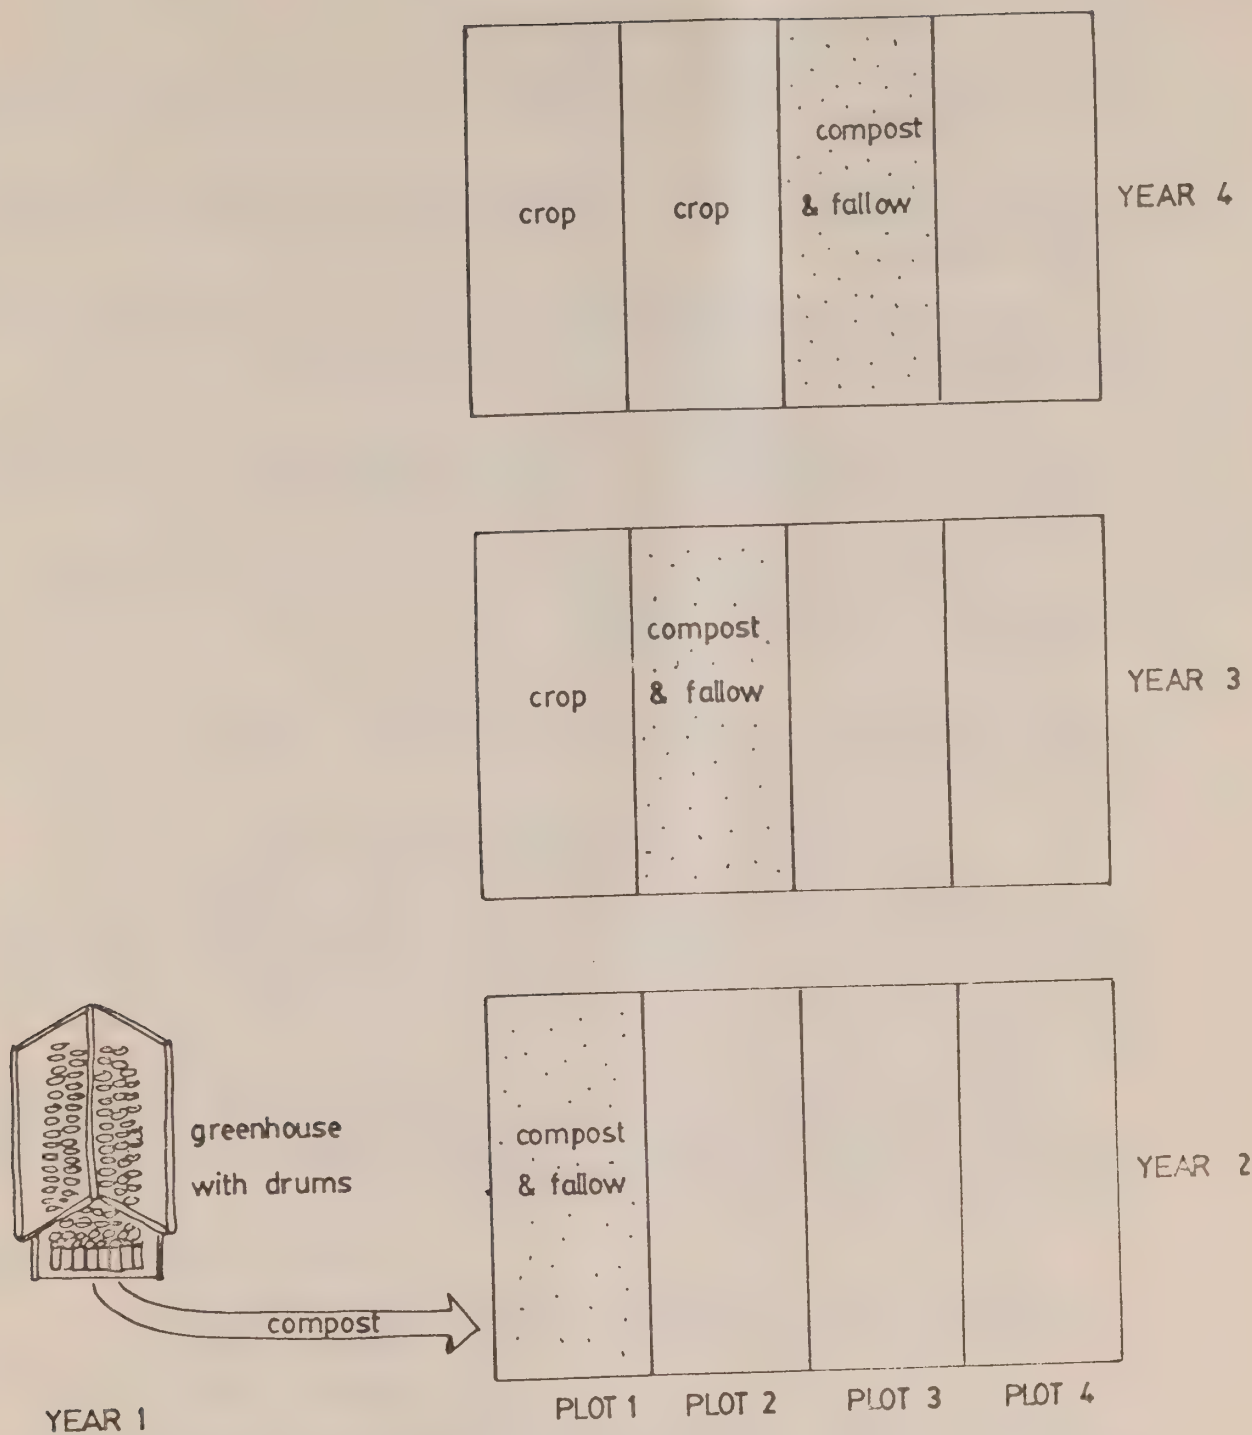 compost
crop
crop
& fallow
YEAR 4
compost
crop
& fallow
YEAR 3
greenhouse
with drums
compost
& fallow
YEAR 2
compost
PLOT 1
PLOT 2
PLOT 3
PLOT 4
YEAR 1